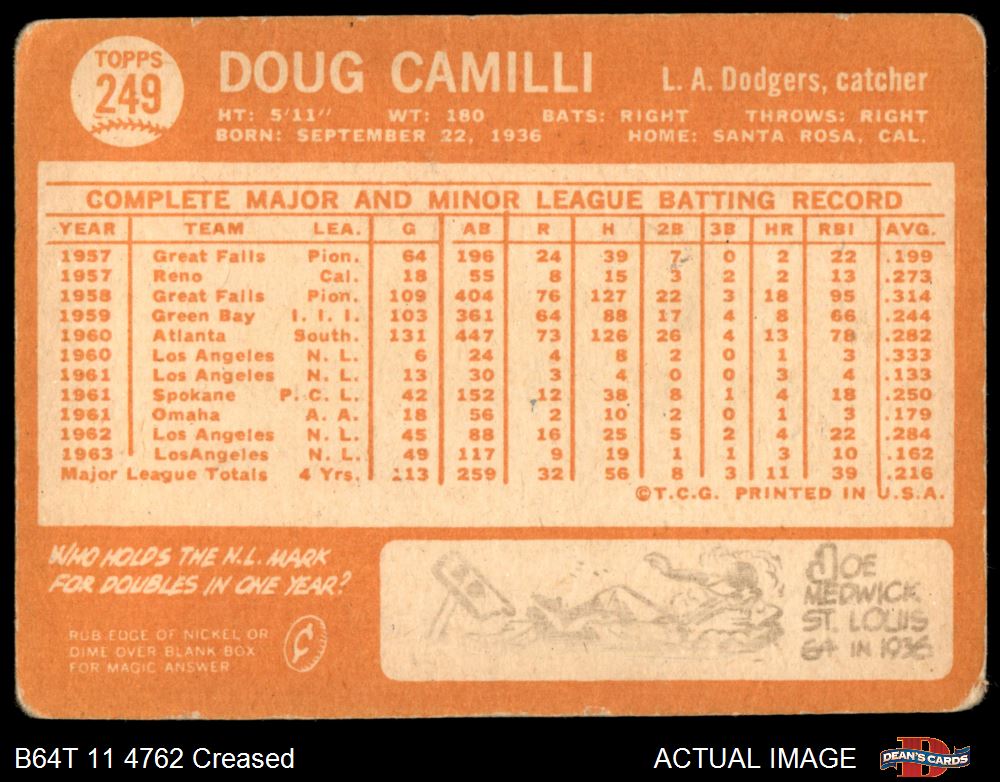 TOPPS
249
DOUG CAMILLI
L. A. Dodgers, catcher
HT: 5'11" WT: 180 BATS: RIGHT THROWS: RIGHT
BORN: SEPTEMBER 22, 1936 HOME: SANTA ROSA, CAL.
COMPLETE MAJOR AND MINOR LEAGUE BATTING RECORD
YEAR TEAM LEA. G AB R H 2B 3B HR RBI AVG.
1957 Great Falls Pion. 64 196 24 39 7 0 2 22 .199
1957 Reno Cal. 18 55 8 15 3 2 2 13 .273
1958 Great Falls Pion. 109 404 76 127 22 3 18 95 .314
1959 Green Bay I. I. I. 103 361 64 88 17 4 8 66 .244
1960 Atlanta South. 131 447 73 126 26 4 13 78 .282
1960 Los Angeles N. L. 6 24 4 8 2 0 1 3 .333
1961 Los Angeles N. L. 13 30 3 4 0 0 3 4 .133
1961 Spokane P. C. L. 42 152 12 38 8 1 4 18 .250
1961 Omaha A. A. 18 56 2 10 2 0 1 3 .179
1962 Los Angeles N. L. 45 88 16 25 5 2 4 22 .284
1963 LosAngeles N. L. 49 117 9 19 1 1 3 10 .162
Major League Totals 4 Yrs. 113 259 32 56 8 3 11 39 .216
©T.C.G. PRINTED IN U.S.A.
WHO HOLDS THE N.L. MARK
FOR DOUBLES IN ONE YEAR?
RUB EDGE OF NICKEL OR
DIME OVER BLANK BOX
FOR MAGIC ANSWER
JOE
MEDWICK
ST. LOUIS
64 IN 1936
B64T 11 4762 Creased
ACTUAL IMAGE
DEAN'S CARDS